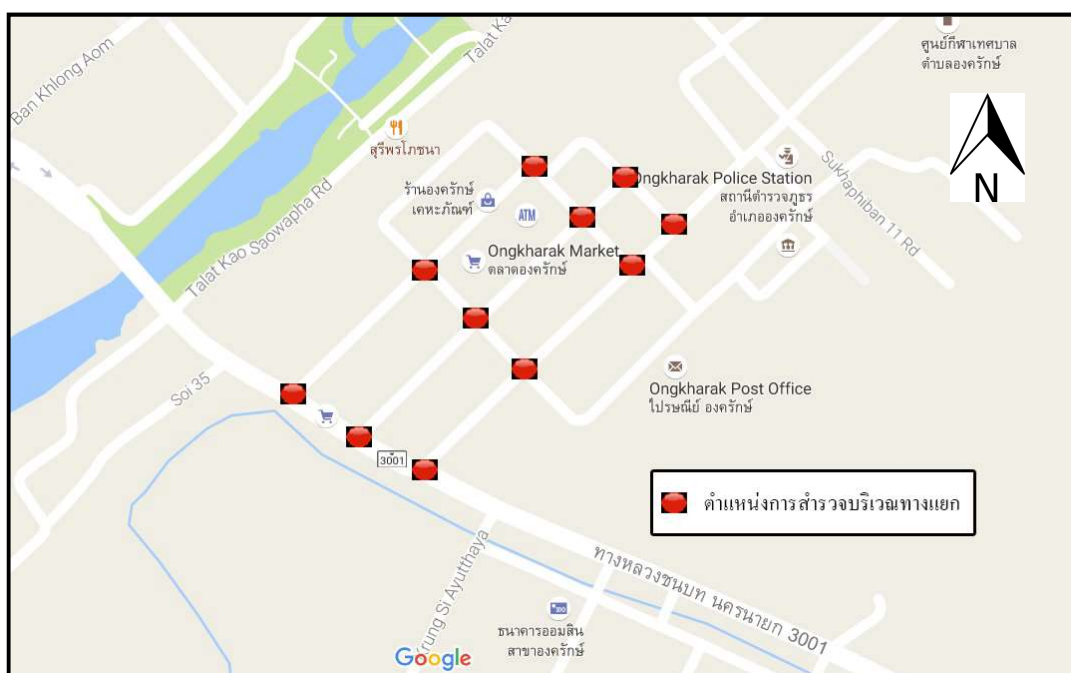 Ban Khlong Aom
Talat Ka
ศูนย์กีฬาเทศบาล
ตำบลองครักษ์
สุรีพรโภชนา
N
Ongkharak Police Station
สถานีตำรวจภูธร
อำเภอองครักษ์
Sukhaphiban 11 Rd
ร้านองครักษ์
เคหะภัณฑ์
ATM
Talat Kao Saowapha Rd
Ongkharak Market
ตลาดองครักษ์
Soi 35
Ongkharak Post Office
ไปรษณีย์ องครักษ์
3001
ตำแหน่งการสำรวจบริเวณทางแยก
Krung Si Ayutthaya
ทางหลวงชนบท นครนายก 3001
ธนาคารออมสิน
สาขาองครักษ์
Google